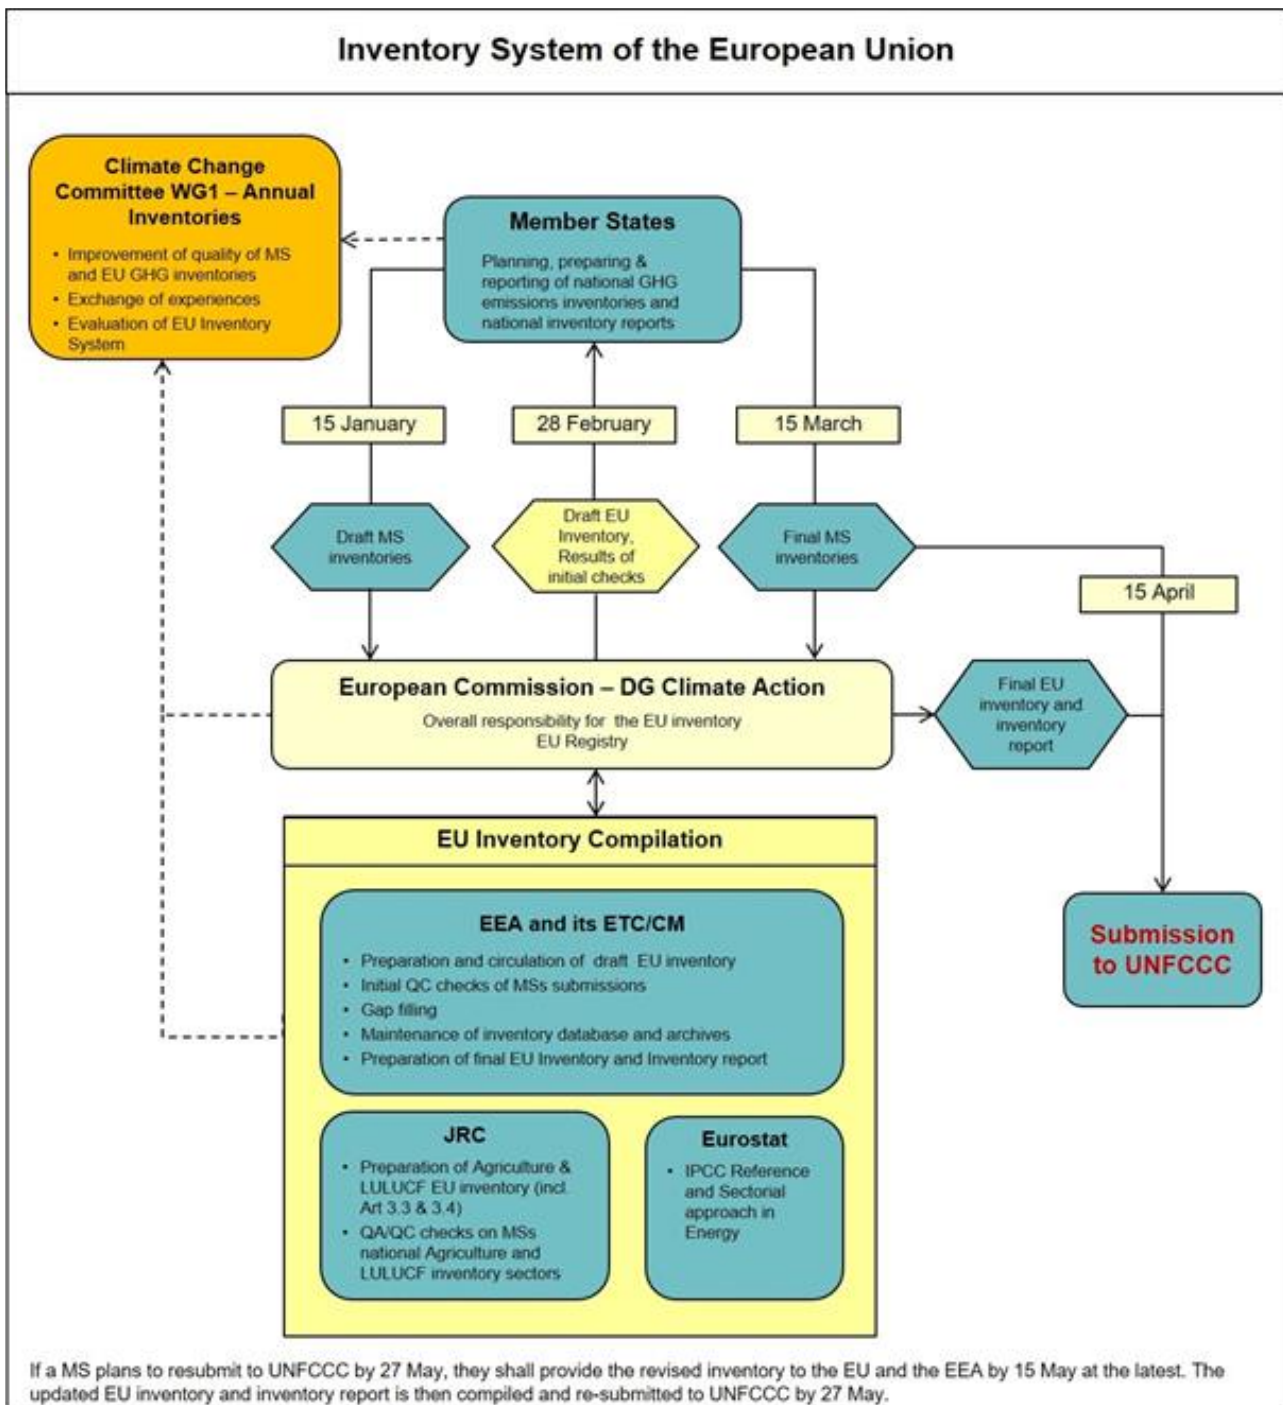 Inventory System of the European Union
Climate Change
Committee WG1 – Annual
Inventories
• Improvement of quality of MS
and EU GHG inventories
• Exchange of experiences
• Evaluation of EU Inventory
System
Member States
Planning, preparing &
reporting of national GHG
emissions inventories and
national inventory reports
15 January
28 February
15 March
Draft MS
inventories
Draft EU
Inventory,
Results of
initial checks
Final MS
inventories
15 April
European Commission – DG Climate Action
Overall responsibility for the EU inventory
EU Registry
Final EU
inventory and
inventory
report
EU Inventory Compilation
EEA and its ETC/CM
• Preparation and circulation of draft EU inventory
• Initial QC checks of MSs submissions
• Gap filling
• Maintenance of inventory database and archives
• Preparation of final EU Inventory and Inventory report
Submission
to UNFCCC
JRC
• Preparation of Agriculture &
LULUCF EU inventory (incl.
Art 3.3 & 3.4)
• QA/QC checks on MSs
national Agriculture and
LULUCF inventory sectors
Eurostat
• IPCC Reference
and Sectorial
approach in
Energy
If a MS plans to resubmit to UNFCCC by 27 May, they shall provide the revised inventory to the EU and the EEA by 15 May at the latest. The
updated EU inventory and inventory report is then compiled and re-submitted to UNFCCC by 27 May.